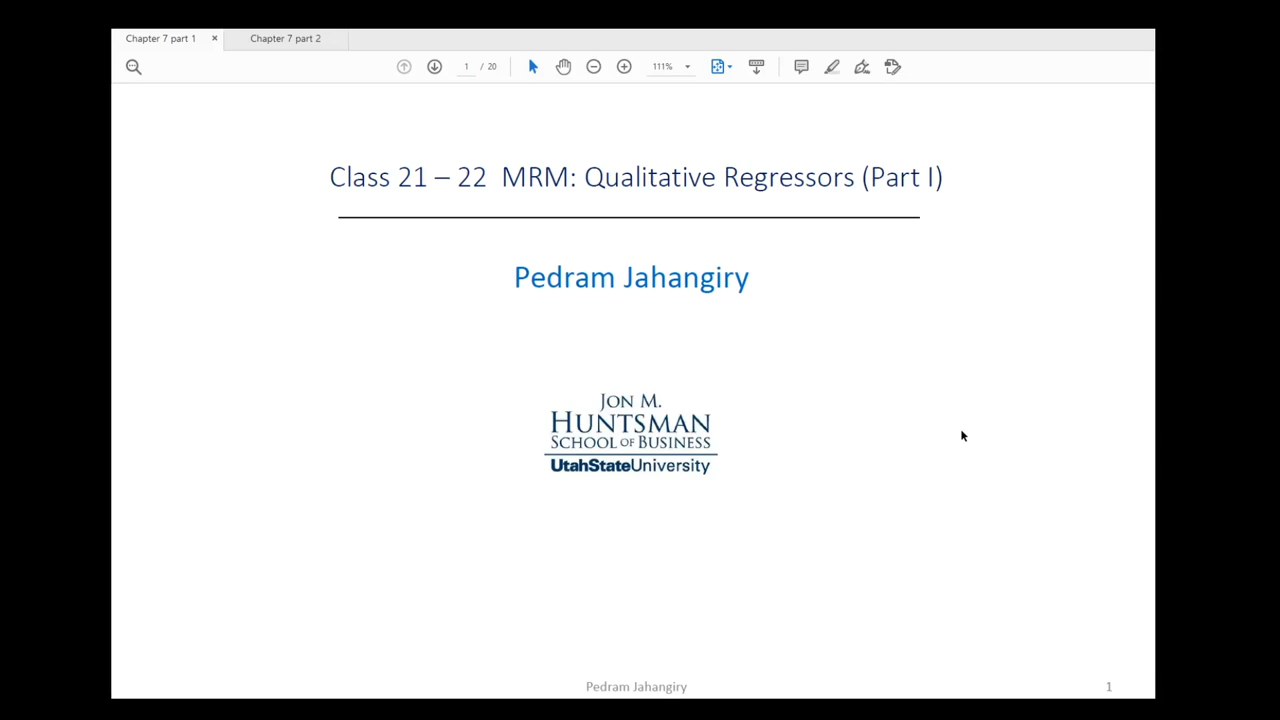 Chapter 7 part 1 × Chapter 7 part 2
1 / 20 111%
Class 21 – 22 MRM: Qualitative Regressors (Part I)
Pedram Jahangiry
JON M.
HUNTSMAN
SCHOOL OF BUSINESS
UtahStateUniversity
Pedram Jahangiry 1